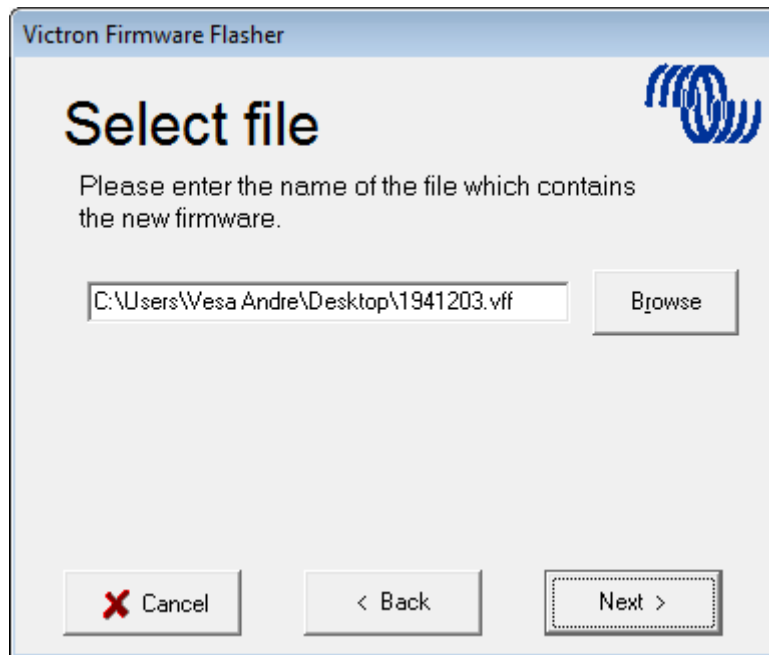 Victron Firmware Flasher
Select file
Please enter the name of the file which contains
the new firmware.
C:\Users\Vesa Andre\Desktop\1941203.vff
Browse
Cancel
< Back
Next >